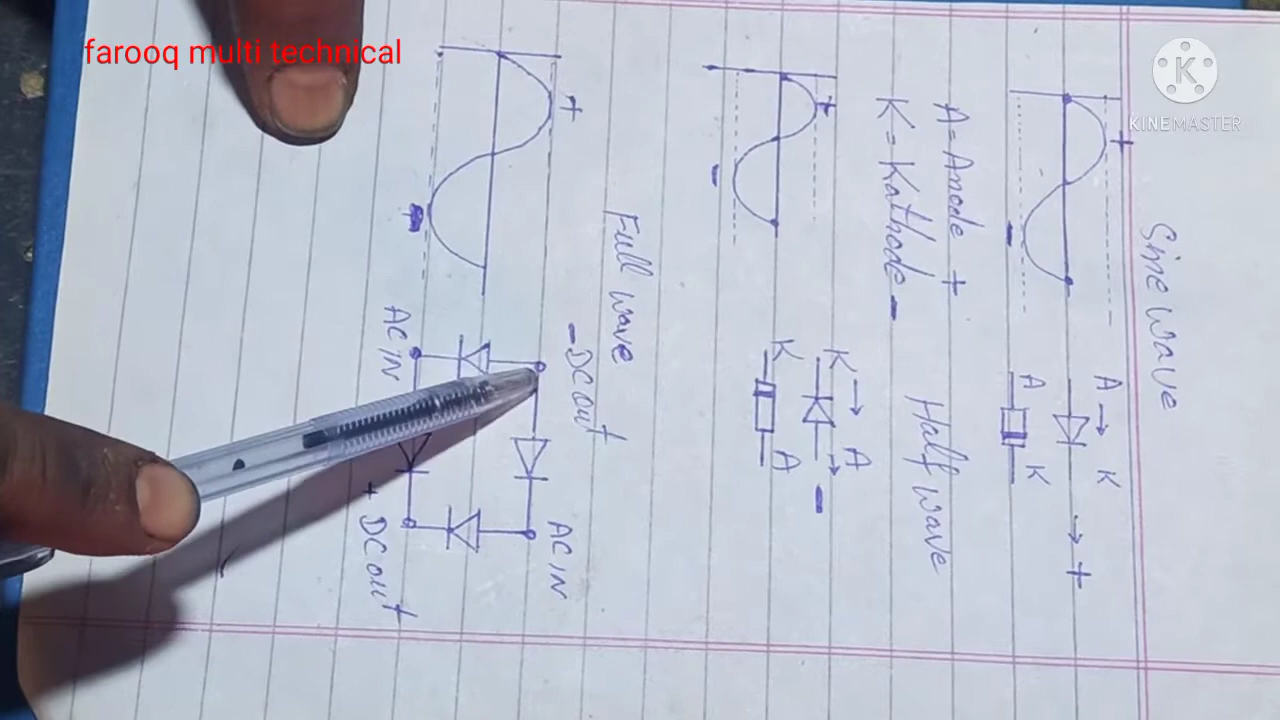 farooq multi technical
KINEMASTER
Sine wave
+
-
A → K → +
A K
A = Anode +
K = Kathode -
Half wave
+
-
K → A → -
K A
Full wave
+
- DC out
AC IN
AC IN
+ DC out